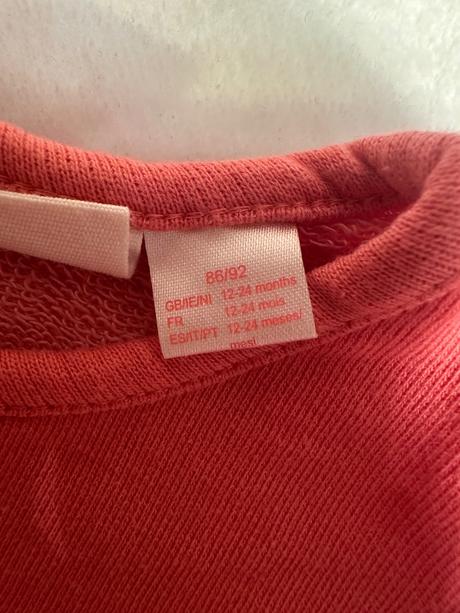 86/92
GB/IE/NI 12-24 months
FR 12-24 mois
ES/IT/PT 12-24 meses/
mesi